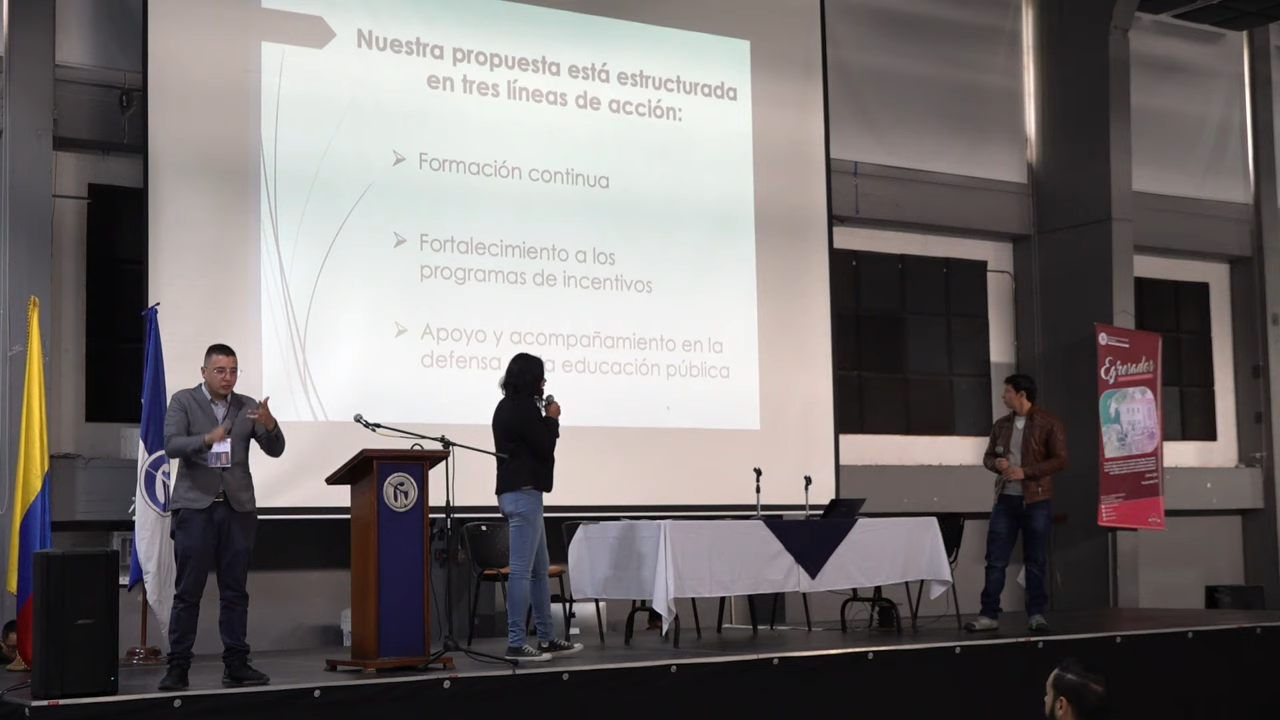 Nuestra propuesta está estructurada
en tres líneas de acción:
Formación continua
Fortalecimiento a los
programas de incentivos
Apoyo y acompañamiento en la
defensa a educación pública
Egresados